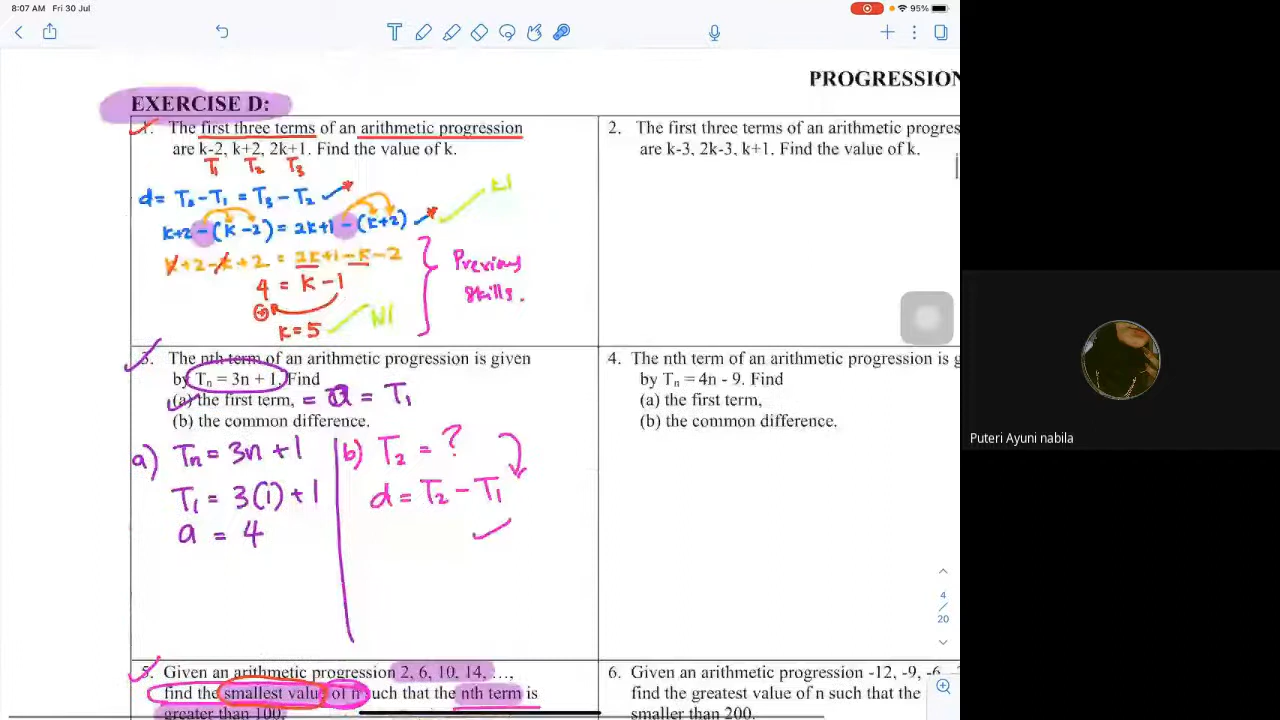 8:07 AM Fri 30 Jul
95%
PROGRESSION
EXERCISE D:
1. The first three terms of an arithmetic progression
are k-2, k+2, 2k+1. Find the value of k.
T₁ T₂ T₃
d = T₂ - T₁ = T₃ - T₂
k+2 - (k-2) = 2k+1 - (k+2)
k+2-k+2 = 2k+1-k-2
4 = k - 1
k = 5
K1
N1
Previous
skills.
2. The first three terms of an arithmetic progres
are k-3, 2k-3, k+1. Find the value of k.
3. The nth term of an arithmetic progression is given
by Tₙ = 3n + 1. Find
(a) the first term, = a = T₁
(b) the common difference.
a) Tₙ = 3n + 1
T₁ = 3(1) + 1
a = 4
b) T₂ = ?
d = T₂ - T₁
4. The nth term of an arithmetic progression is g
by Tₙ = 4n - 9. Find
(a) the first term,
(b) the common difference.
5. Given an arithmetic progression 2, 6, 10, 14, ...,
find the smallest value of n such that the nth term is
greater than 100.
6. Given an arithmetic progression -12, -9, -6,
find the greatest value of n such that the
smaller than 200.
4
/
20
Puteri Ayuni nabila